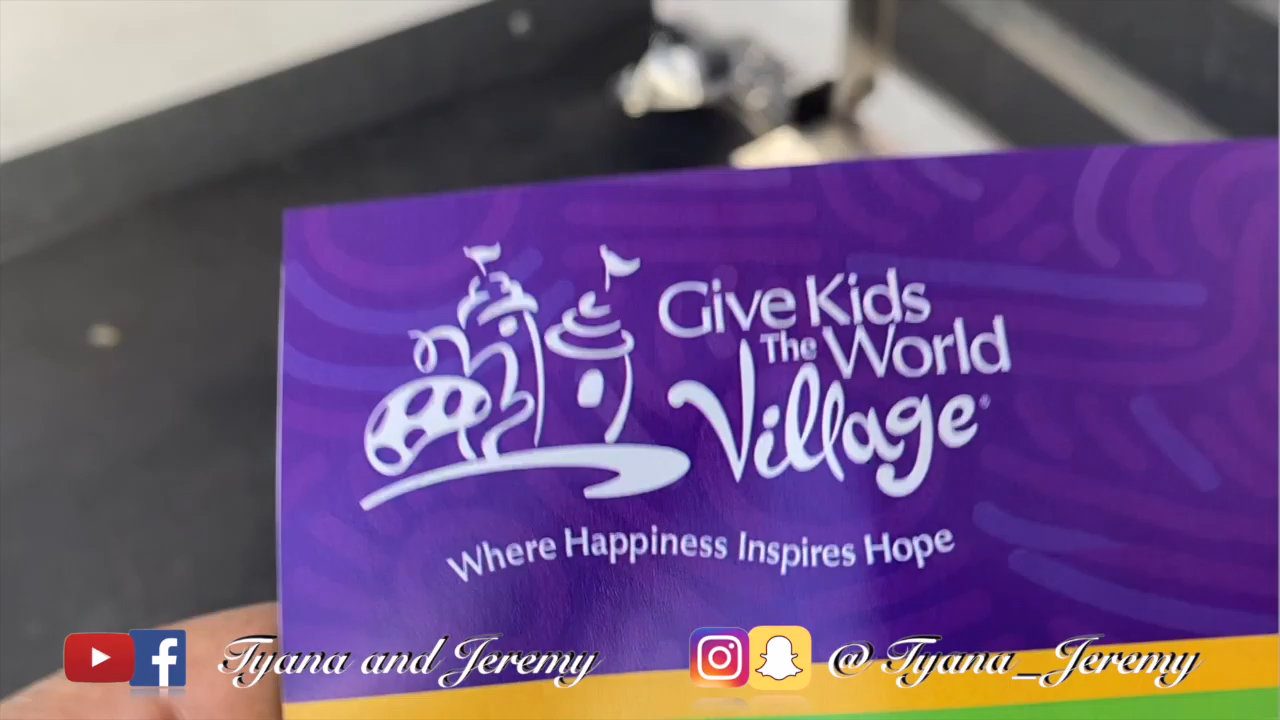 Give Kids
The World
Village®
Where Happiness Inspires Hope
Tyana and Jeremy
@Tyana_Jeremy